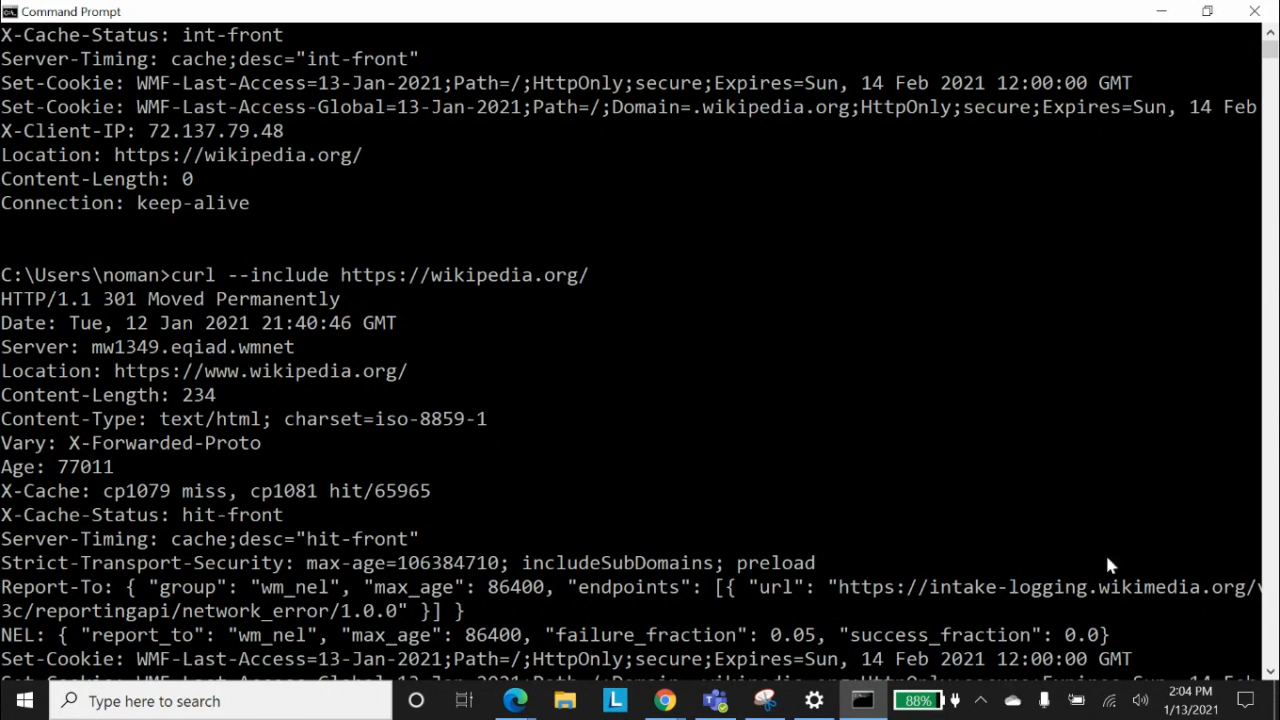 Command Prompt
X-Cache-Status: int-front
Server-Timing: cache;desc="int-front"
Set-Cookie: WMF-Last-Access=13-Jan-2021;Path=/;HttpOnly;secure;Expires=Sun, 14 Feb 2021 12:00:00 GMT
Set-Cookie: WMF-Last-Access-Global=13-Jan-2021;Path=/;Domain=.wikipedia.org;HttpOnly;secure;Expires=Sun, 14 Feb
X-Client-IP: 72.137.79.48
Location: https://wikipedia.org/
Content-Length: 0
Connection: keep-alive
C:\Users\noman>curl --include https://wikipedia.org/
HTTP/1.1 301 Moved Permanently
Date: Tue, 12 Jan 2021 21:40:46 GMT
Server: mw1349.eqiad.wmnet
Location: https://www.wikipedia.org/
Content-Length: 234
Content-Type: text/html; charset=iso-8859-1
Vary: X-Forwarded-Proto
Age: 77011
X-Cache: cp1079 miss, cp1081 hit/65965
X-Cache-Status: hit-front
Server-Timing: cache;desc="hit-front"
Strict-Transport-Security: max-age=106384710; includeSubDomains; preload
Report-To: { "group": "wm_nel", "max_age": 86400, "endpoints": [{ "url": "https://intake-logging.wikimedia.org/v
3c/reportingapi/network_error/1.0.0" }] }
NEL: { "report_to": "wm_nel", "max_age": 86400, "failure_fraction": 0.05, "success_fraction": 0.0}
Set-Cookie: WMF-Last-Access=13-Jan-2021;Path=/;HttpOnly;secure;Expires=Sun, 14 Feb 2021 12:00:00 GMT
Type here to search
L
88%
2:04 PM
1/13/2021